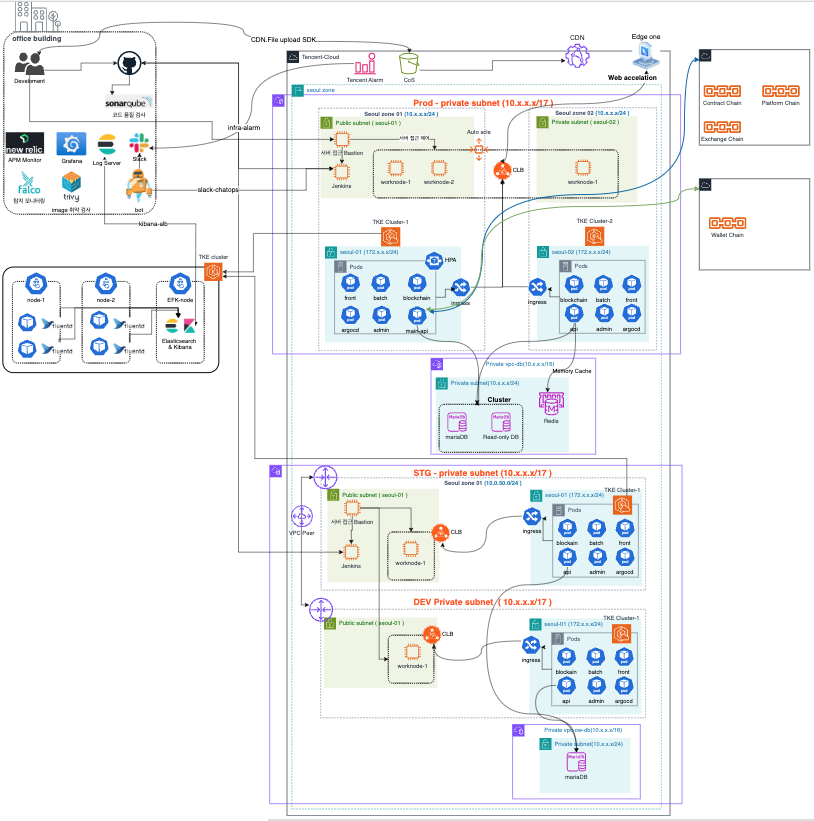 office building
CDN.File upload SDK
CDN
Edge one
Tencent-Cloud
Development
Tencent Alarm
CoS
Web accelation
seoul zone
sonarqube
코드 품질 검사
Prod - private subnet (10.x.x.x/17 )
Seoul zone 01 (10.x.x.x/24)
Seoul zone 02 (10.x.x.x/24)
Public subnet ( seoul-01 )
Private subnet ( seoul-02 )
infra-alarm
Auto scle
서버 접근 제어
서버 접근 Bastion
new relic
APM Monitor
Grafana
Log Server
Slack
Jenkins
worknode-1
worknode-2
CLB
worknode-1
falco
탐지 모니터링
trivy
image 취약 검사
bot
slack-chatops
kibana-alb
Contract Chain
Platform Chain
Exchange Chain
Wallet Chain
TKE Cluster-1
TKE Cluster-2
TKE cluster
seoul-01 (172.x.x.x/24)
seoul-02 (172.x.x.x/24)
Pods
HPA
Pods
front
batch
blockchain
ingress
ingress
blockchain
batch
front
argocd
admin
main-api
api
admin
argocd
node-1
node-2
EFK-node
fluentd
fluentd
fluentd
fluentd
Elasticsearch
& Kibana
Private vpc-db(10.x.x.x/16)
Memory Cache
Private subnet(10.x.x.x/24)
Cluster
MariaDB
MariaDB
mariaDB
Read-only DB
Redis
STG - private subnet (10.x.x.x/17 )
Seoul zone 01 (10.0.50.0/24 )
Public subnet ( seoul-01 )
TKE Cluster-1
seoul-01 (172.x.x.x/24)
Pods
VPC Peer
서버 접근 Bastion
CLB
ingress
Jenkins
worknode-1
blockain
batch
front
api
admin
argocd
DEV Private subnet ( 10.x.x.x/17 )
Public subnet ( seoul-01 )
TKE Cluster-1
seoul-01 (172.x.x.x/24)
Pods
CLB
ingress
worknode-1
blockain
batch
front
api
admin
argocd
Private subnet(10.x.x.x/24)
MariaDB
mariaDB